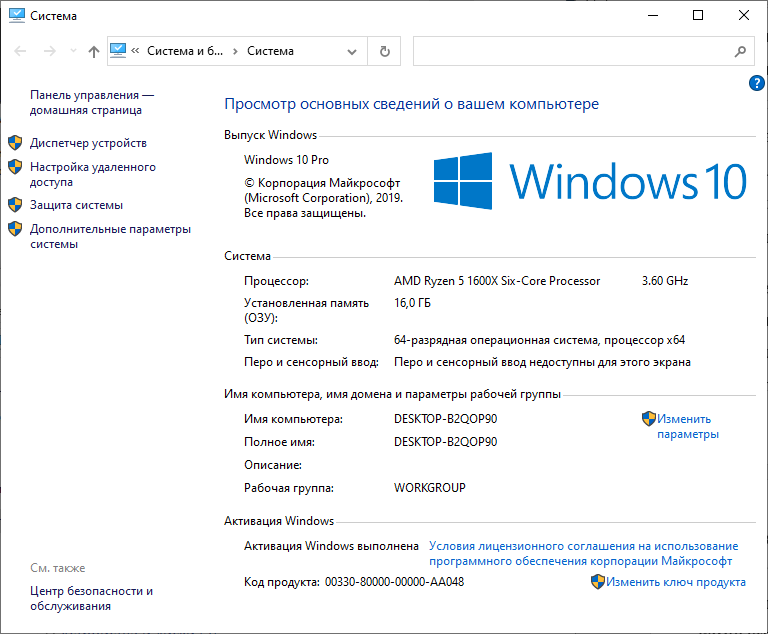 Система
« Система и б... › Система
Панель управления —
домашняя страница
Диспетчер устройств
Настройка удаленного
доступа
Защита системы
Дополнительные параметры
системы
См. также
Центр безопасности и
обслуживания
?
Просмотр основных сведений о вашем компьютере
Выпуск Windows
Windows 10 Pro
© Корпорация Майкрософт
(Microsoft Corporation), 2019.
Все права защищены.
Windows 10
Система
Процессор: AMD Ryzen 5 1600X Six-Core Processor 3.60 GHz
Установленная память
(ОЗУ): 16,0 ГБ
Тип системы: 64-разрядная операционная система, процессор x64
Перо и сенсорный ввод: Перо и сенсорный ввод недоступны для этого экрана
Имя компьютера, имя домена и параметры рабочей группы
Имя компьютера: DESKTOP-B2QOP90
Изменить
параметры
Полное имя: DESKTOP-B2QOP90
Описание:
Рабочая группа: WORKGROUP
Активация Windows
Активация Windows выполнена Условия лицензионного соглашения на использование
программного обеспечения корпорации Майкрософт
Код продукта: 00330-80000-00000-AA048 Изменить ключ продукта